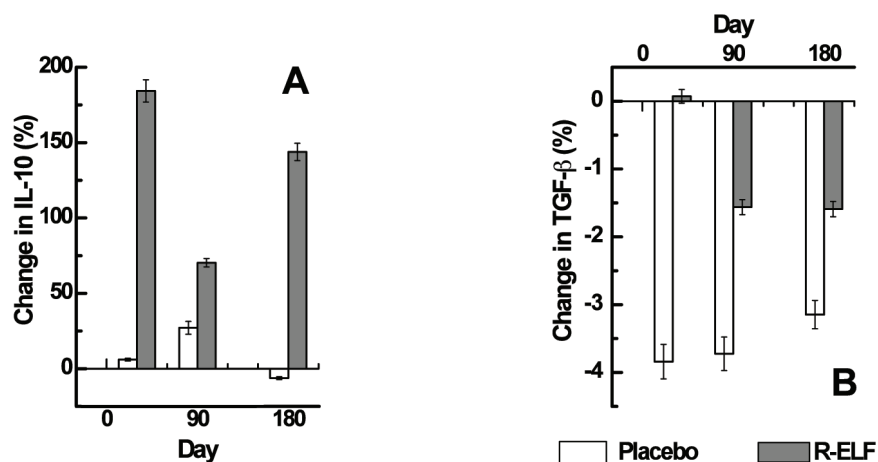 A
Change in IL-10 (%)
200
150
100
50
0
0 90 180
Day
Day
0 90 180
Change in TGF-β (%)
0
-1
-2
-3
-4
B
Placebo R-ELF